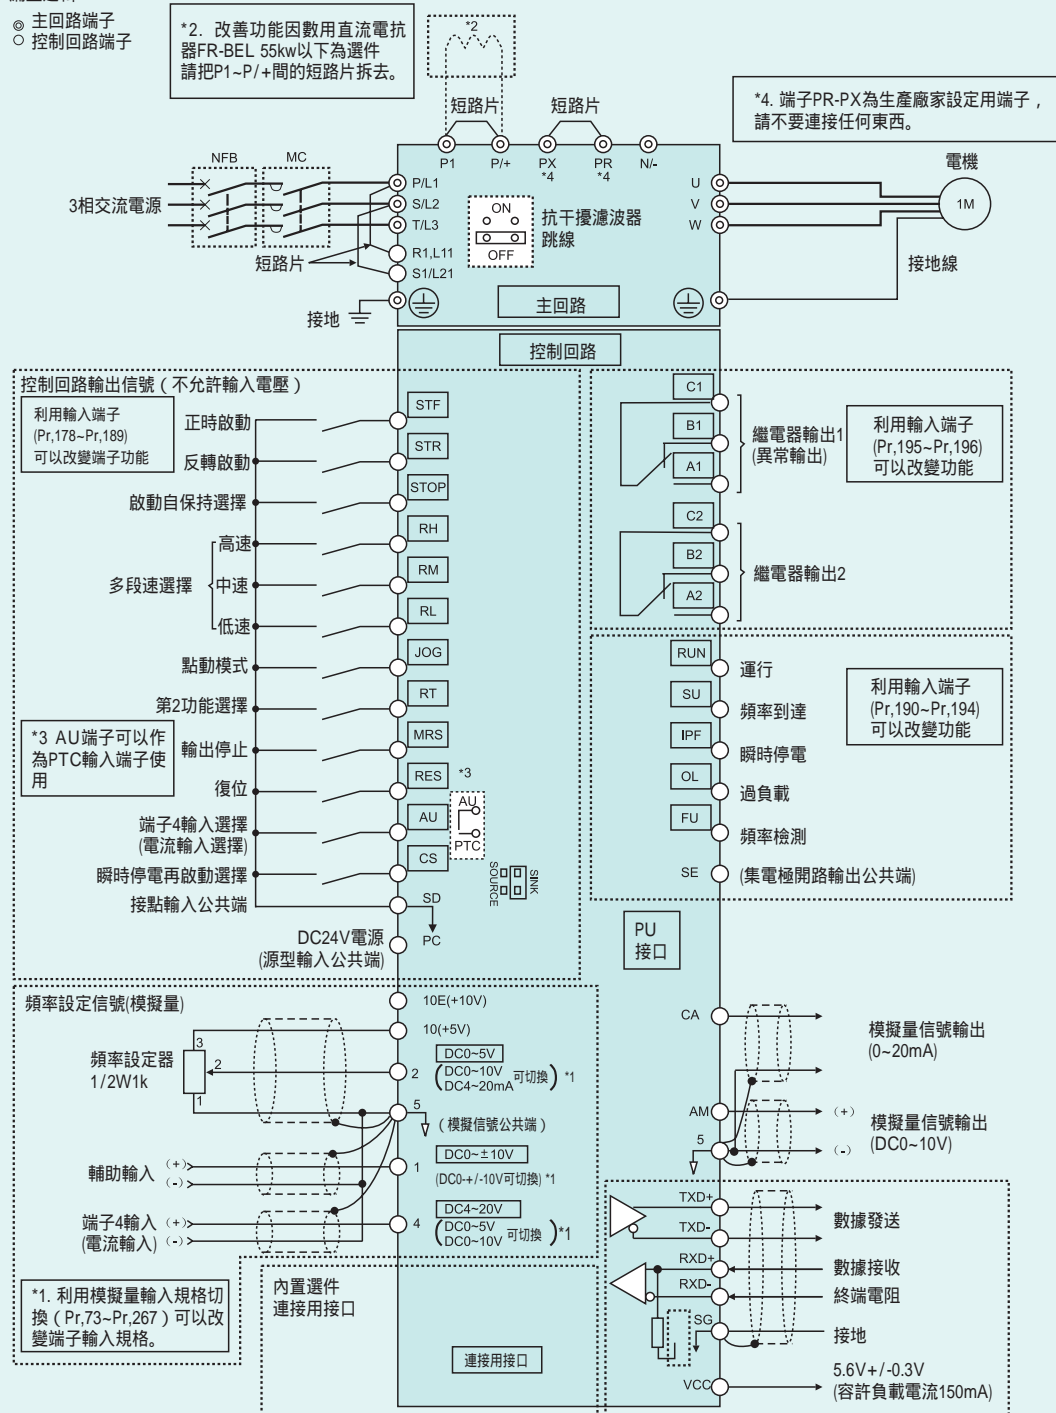 主回路端子
控制回路端子
*2. 改善功能因數用直流電抗
器FR-BEL 55kw以下為選件
請把P1~P/+間的短路片拆去。
*2
*4. 端子PR-PX為生產廠家設定用端子，
請不要連接任何東西。
短路片
短路片
P1
P/+
PX
*4
PR
*4
N/-
NFB
MC
3相交流電源
P/L1
S/L2
T/L3
R1,L11
S1/L21
短路片
接地
ON
OFF
抗干擾濾波器
跳線
主回路
U
V
W
電機
1M
接地線
控制回路
控制回路輸出信號（不允許輸入電壓）
利用輸入端子
(Pr,178~Pr,189)
可以改變端子功能
正時啟動
STF
反轉啟動
STR
啟動自保持選擇
STOP
多段速選擇
高速
RH
中速
RM
低速
RL
點動模式
JOG
第2功能選擇
RT
*3 AU端子可以作
為PTC輸入端子使
用
輸出停止
MRS
復位
RES
*3
端子4輸入選擇
(電流輸入選擇)
AU
AU
PTC
瞬時停電再啟動選擇
CS
SOURCE
SINK
接點輸入公共端
SD
DC24V電源
(源型輸入公共端)
PC
C1
B1
A1
繼電器輸出1
(異常輸出)
利用輸入端子
(Pr,195~Pr,196)
可以改變功能
C2
B2
A2
繼電器輸出2
RUN
運行
SU
頻率到達
IPF
瞬時停電
OL
過負載
FU
頻率檢測
SE
(集電極開路輸出公共端)
利用輸入端子
(Pr,190~Pr,194)
可以改變功能
PU
接口
頻率設定信號(模擬量)
10E(+10V)
10(+5V)
頻率設定器
1/2W1k
3
2
1
2
DC0~5V
(DC0~10V
DC4~20mA 可切換) *1
5
(模擬信號公共端)
輔助輸入
(+)
(-)
1
DC0~±10V
(DC0-+/-10V可切換) *1
端子4輸入
(電流輸入)
(+)
(-)
4
DC4~20V
(DC0~5V
DC0~10V 可切換)*1
*1. 利用模擬量輸入規格切
換（Pr,73~Pr,267）可以改
變端子輸入規格。
內置選件
連接用接口
連接用接口
CA
模擬量信號輸出
(0~20mA)
AM
(+)
5
(-)
模擬量信號輸出
(DC0~10V)
TXD+
TXD-
數據發送
RXD+
數據接收
RXD-
終端電阻
SG
接地
VCC
5.6V+/-0.3V
(容許負載電流150mA)